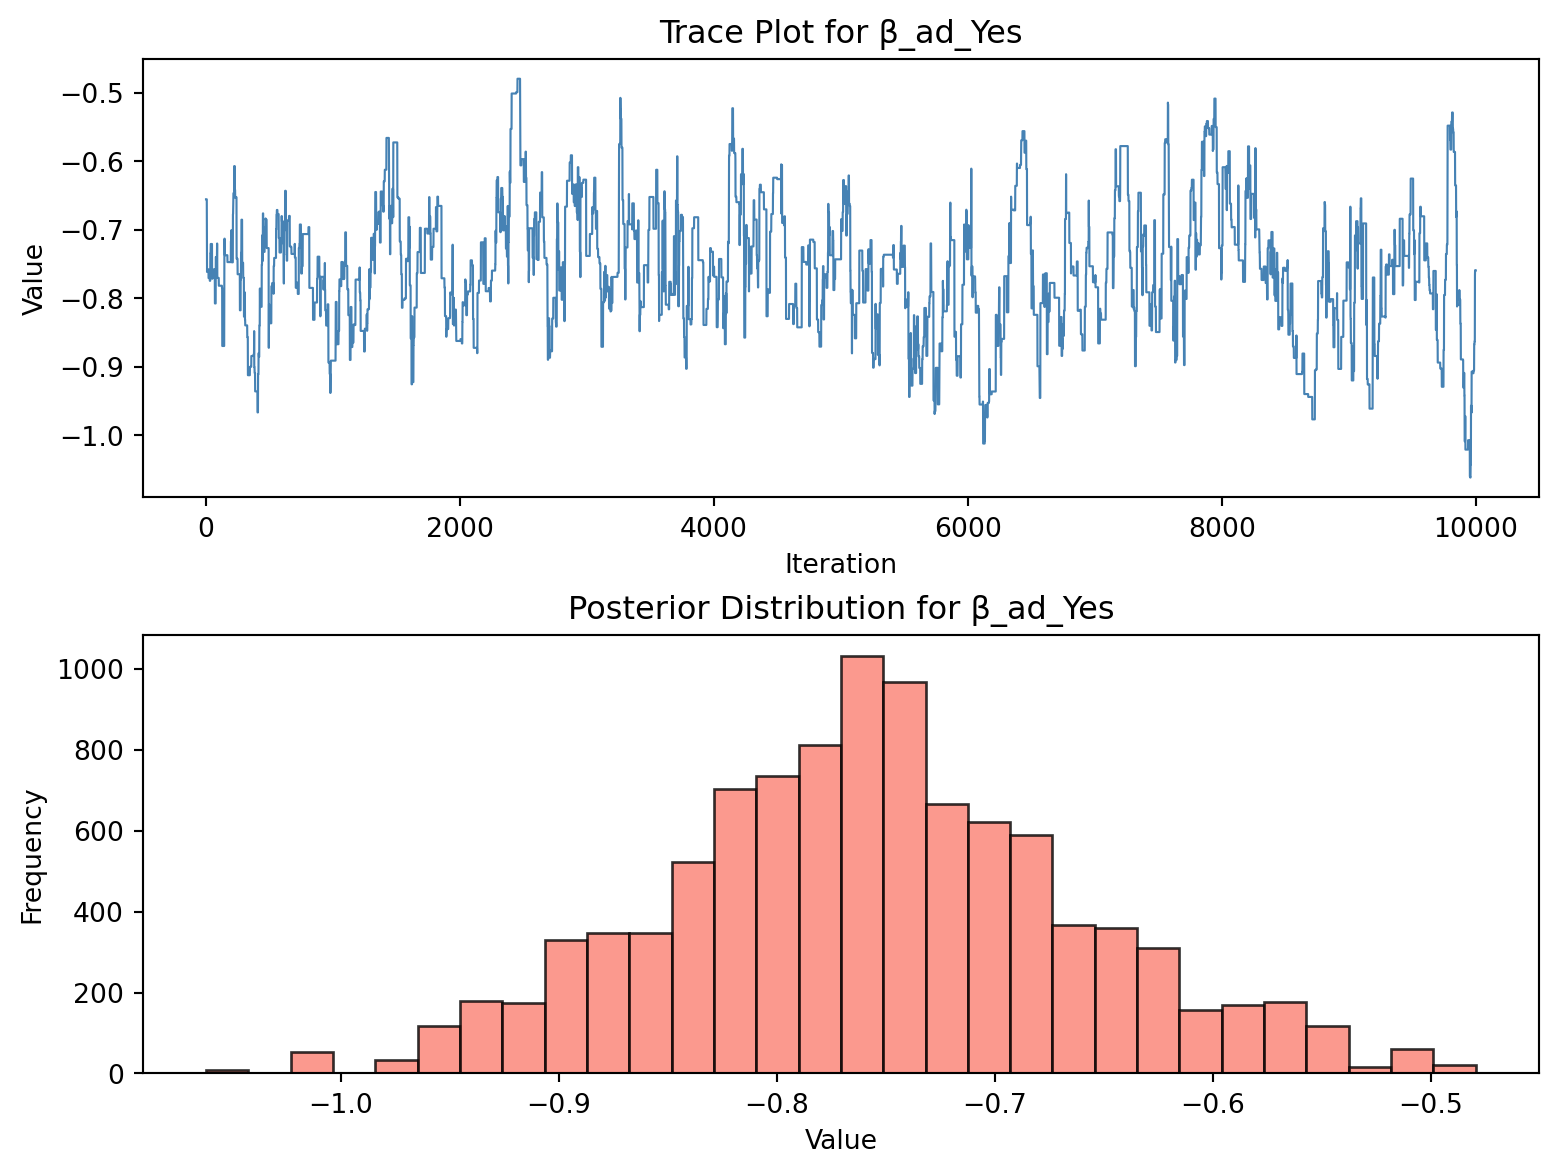 Trace Plot for β_ad_Yes
−0.5
−0.6
−0.7
−0.8
−0.9
−1.0
Value
0 2000 4000 6000 8000 10000
Iteration
Posterior Distribution for β_ad_Yes
1000
800
600
400
200
0
Frequency
−1.0 −0.9 −0.8 −0.7 −0.6 −0.5
Value